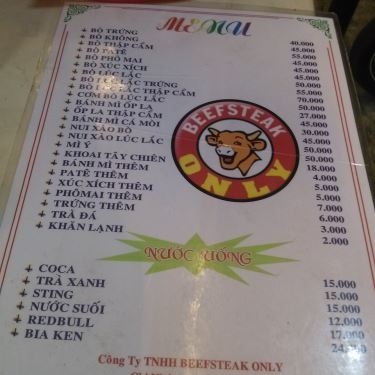 MENU
BÒ TRỨNG
BÒ KHÔNG
BÒ THẬP CẨM
BÒ PATÊ
BÒ PHÔ MAI
BÒ XÚC XÍCH
BÒ LÚC LẮC
BÒ LÚC LẮC TRỨNG
BÒ LÚC LẮC THẬP CẨM
CƠM BÒ LÚC LẮC
BÁNH MÌ ỐP LA
ỐP LA THẬP CẨM
BÁNH MÌ CÁ MÒI
NUI XÀO BÒ
NUI XÀO LÚC LẮC
MÌ Ý
KHOAI TÂY CHIÊN
BÁNH MÌ THÊM
PATÊ THÊM
XÚC XÍCH THÊM
PHÔMAI THÊM
TRỨNG THÊM
TRÀ ĐÁ
KHĂN LẠNH
40.000
45.000
55.000
45.000
45.000
45.000
50.000
55.000
70.000
45.000
27.000
45.000
30.000
45.000
50.000
50.000
18.000
4.000
5.000
5.000
7.000
6.000
3.000
2.000
BEEFSTEAK
ONLY
NƯỚC UỐNG
COCA
TRÀ XANH
STING
NƯỚC SUỐI
REDBULL
BIA KEN
15.000
15.000
15.000
12.000
17.000
24.000
Công Ty TNHH BEEFSTEAK ONLY